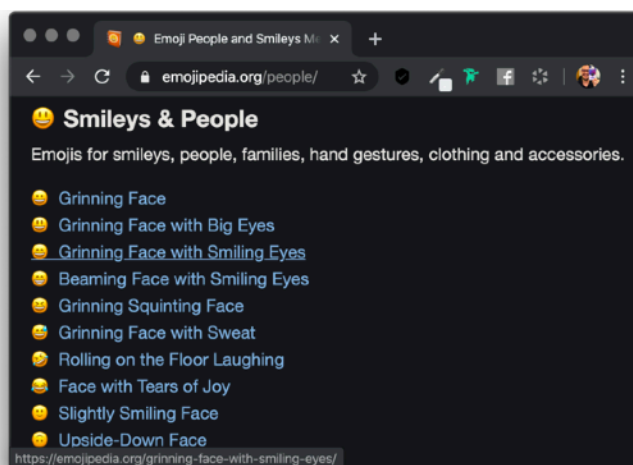 😃 Emoji People and Smileys M
emojipedia.org/people/
😃 Smileys & People
Emojis for smileys, people, families, hand gestures, clothing and accessories.
😀 Grinning Face
😃 Grinning Face with Big Eyes
😄 Grinning Face with Smiling Eyes
😁 Beaming Face with Smiling Eyes
😆 Grinning Squinting Face
😅 Grinning Face with Sweat
🤣 Rolling on the Floor Laughing
😂 Face with Tears of Joy
🙂 Slightly Smiling Face
🙃 Upside-Down Face
https://emojipedia.org/grinning-face-with-smiling-eyes/